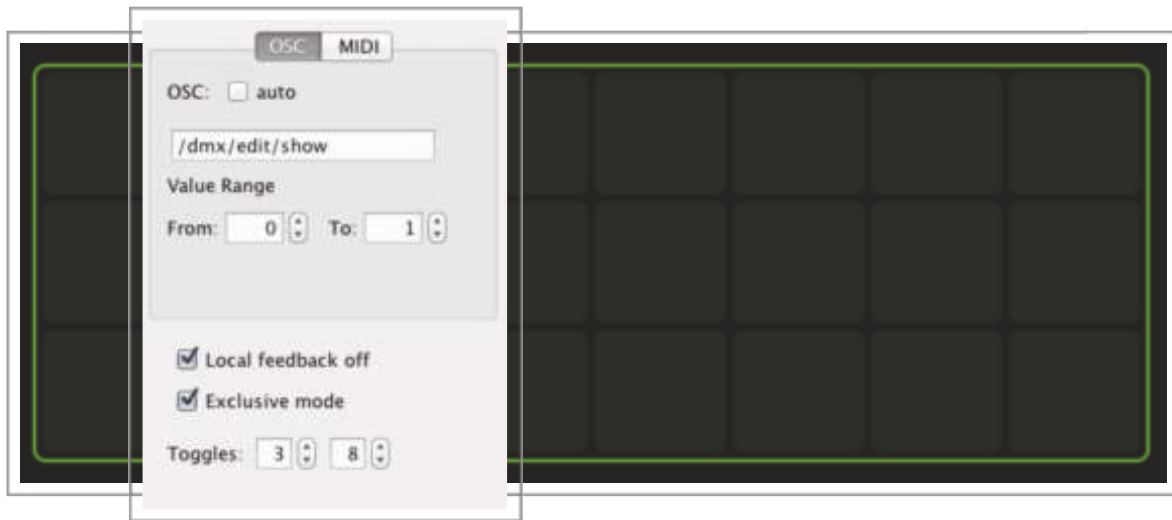 OSC MIDI
OSC: auto
/dmx/edit/show
Value Range
From: 0 To: 1
Local feedback off
Exclusive mode
Toggles: 3 8